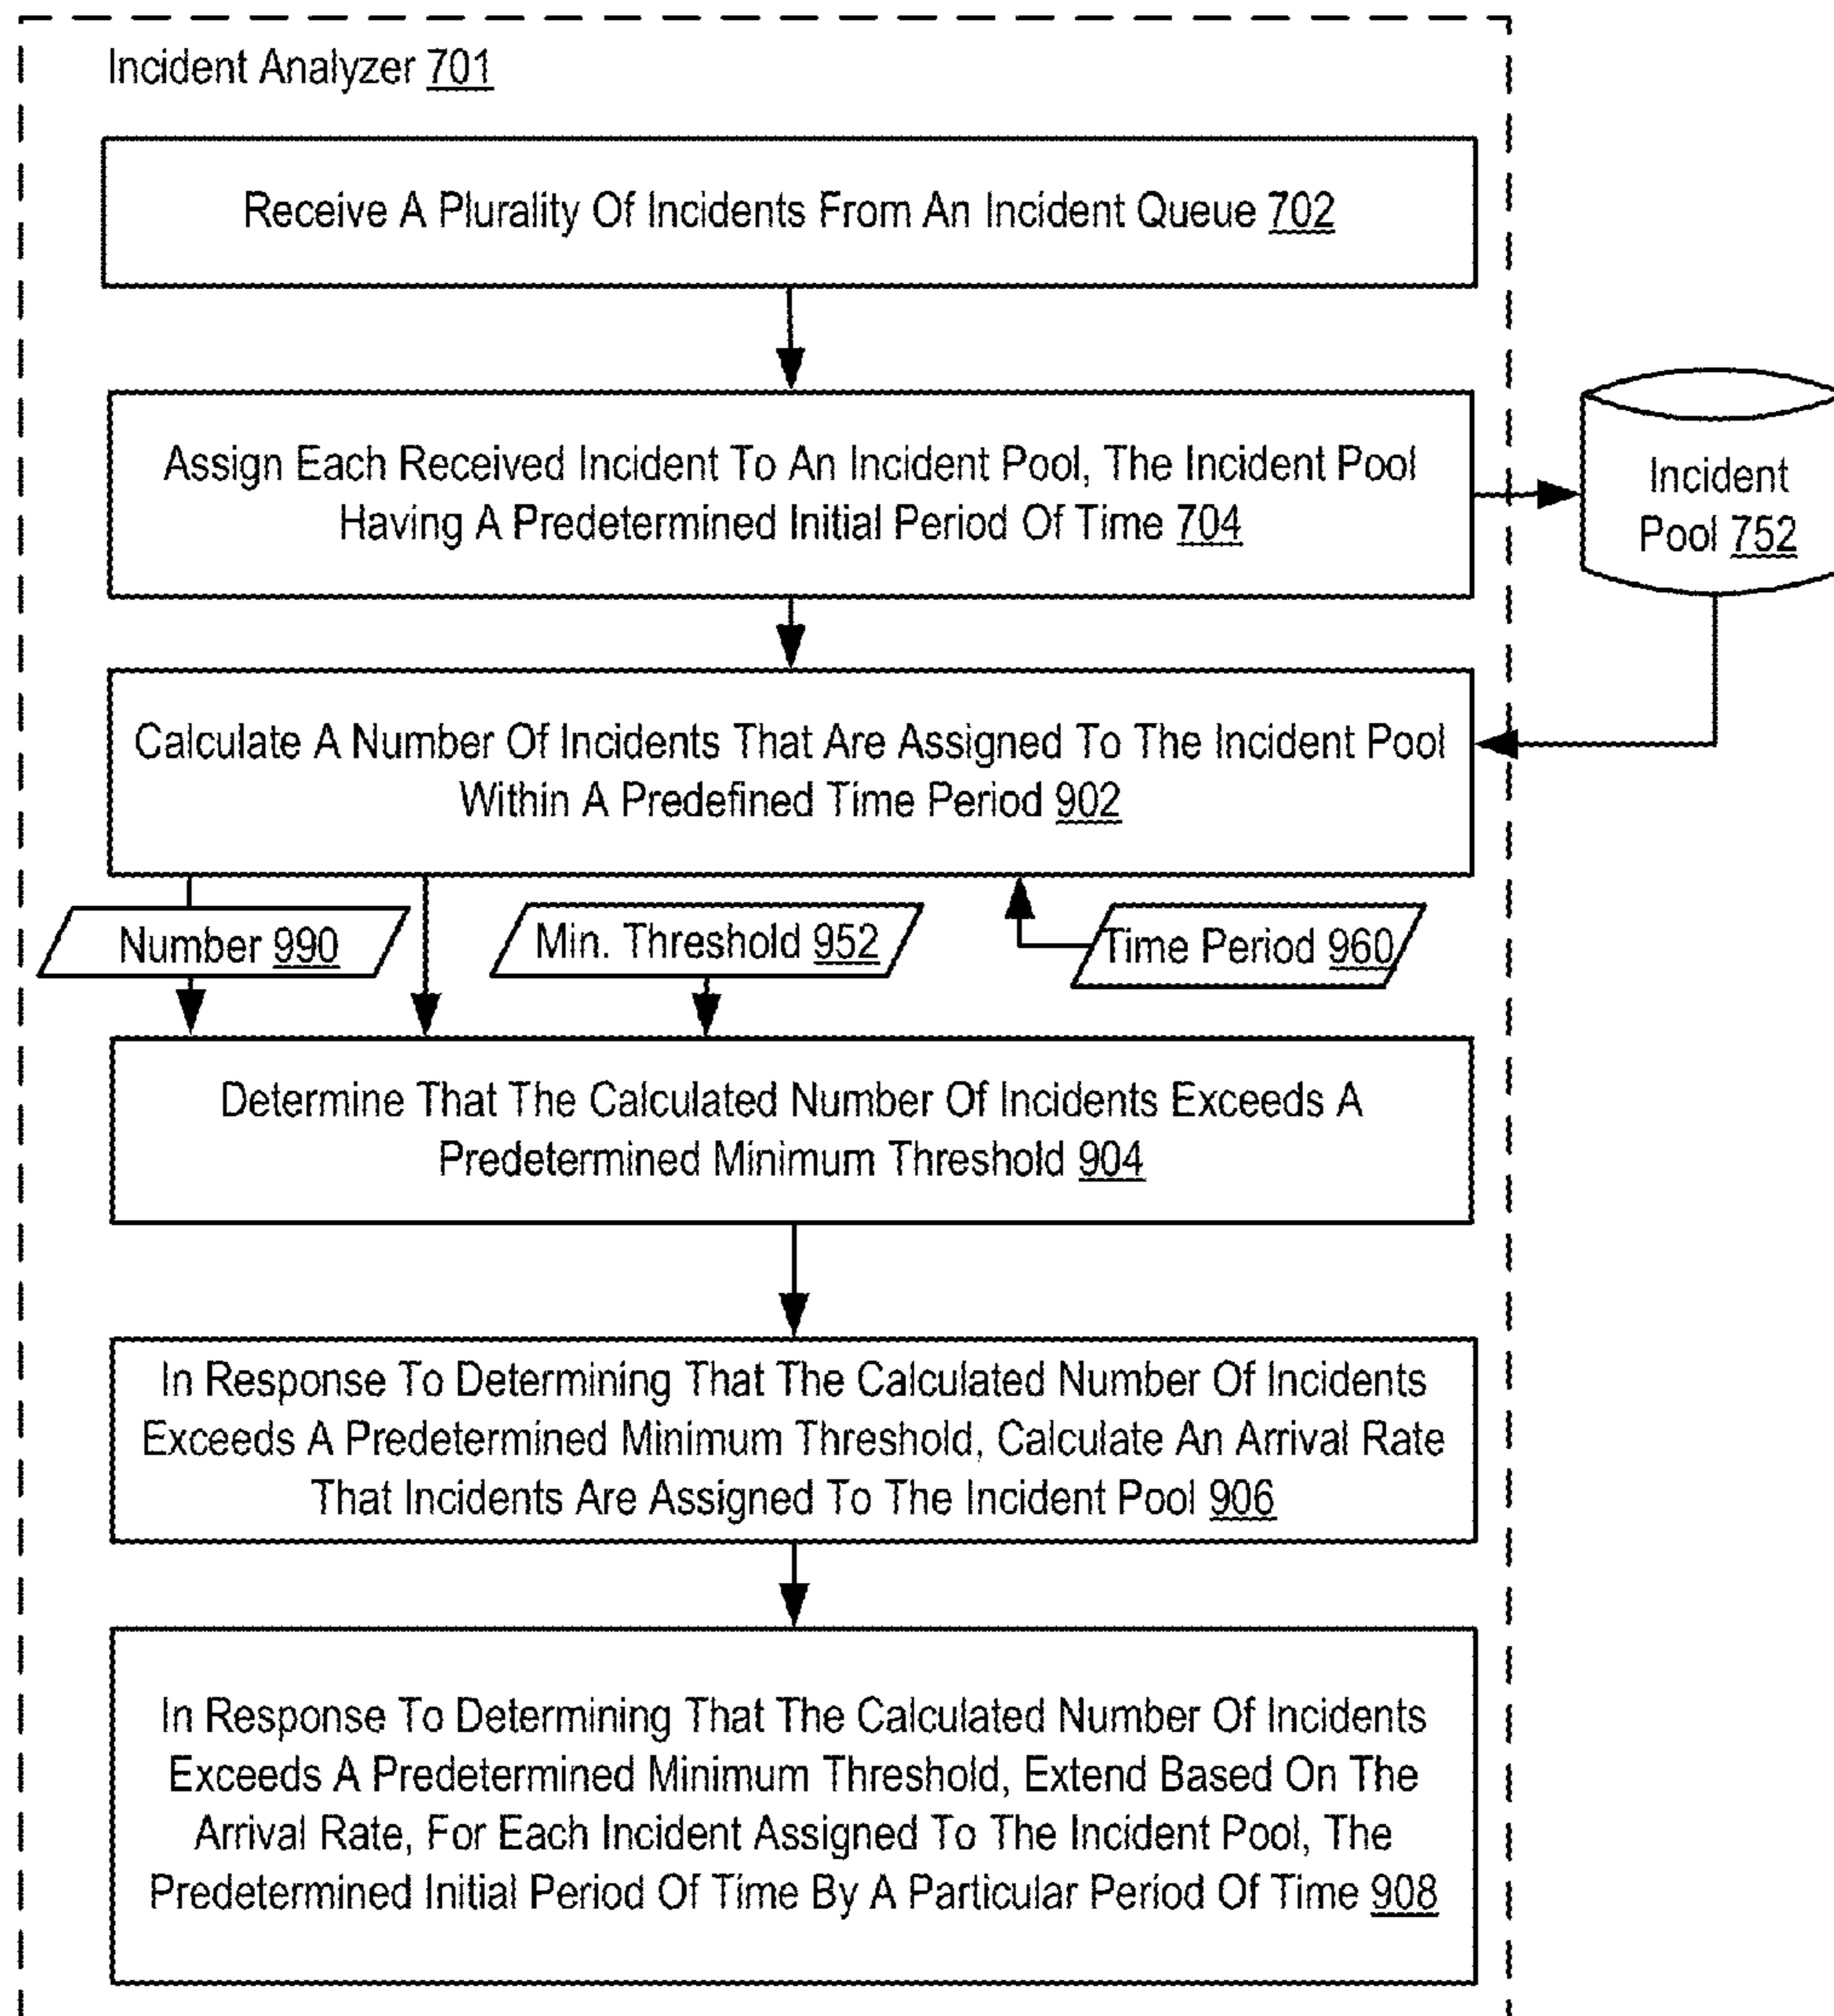 Incident Analyzer 701
Receive A Plurality Of Incidents From An Incident Queue 702
Assign Each Received Incident To An Incident Pool, The Incident Pool
Having A Predetermined Initial Period Of Time 704
Incident
Pool 752
Calculate A Number Of Incidents That Are Assigned To The Incident Pool
Within A Predefined Time Period 902
Number 990
Min. Threshold 952
Time Period 960
Determine That The Calculated Number Of Incidents Exceeds A
Predetermined Minimum Threshold 904
In Response To Determining That The Calculated Number Of Incidents
Exceeds A Predetermined Minimum Threshold, Calculate An Arrival Rate
That Incidents Are Assigned To The Incident Pool 906
In Response To Determining That The Calculated Number Of Incidents
Exceeds A Predetermined Minimum Threshold, Extend Based On The
Arrival Rate, For Each Incident Assigned To The Incident Pool, The
Predetermined Initial Period Of Time By A Particular Period Of Time 908